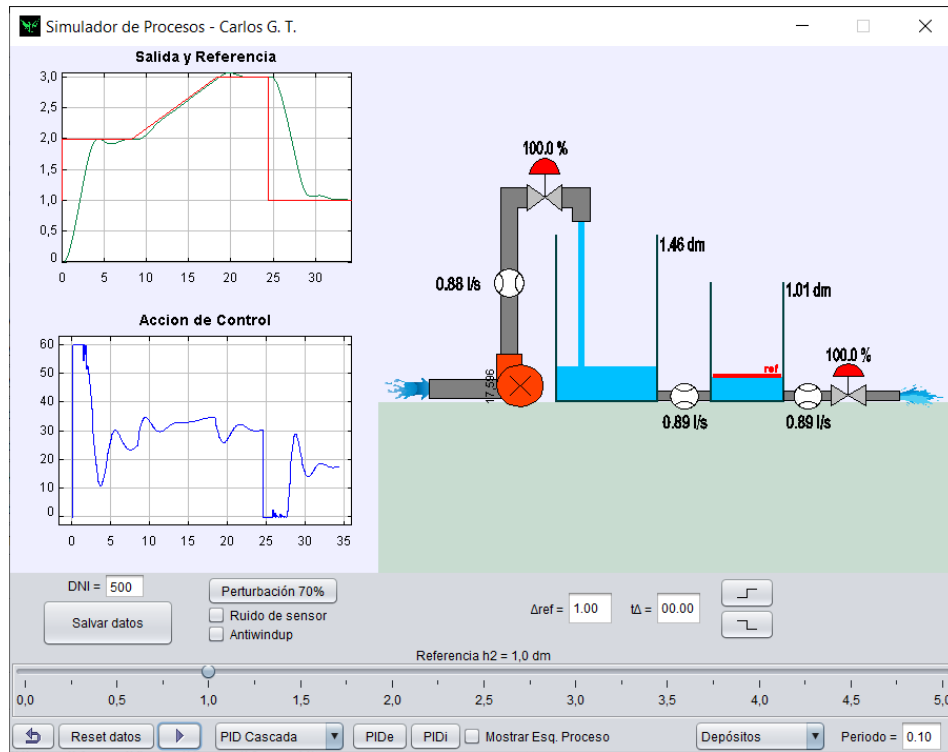 Simulador de Procesos - Carlos G. T.
Salida y Referencia
3,0
2,5
2,0
1,5
1,0
0,5
0
0 5 10 15 20 25 30
Accion de Control
60
50
40
30
20
10
0
0 5 10 15 20 25 30 35
100.0 %
0.88 l/s
17.596
1.46 dm
1.01 dm
ref
100.0 %
0.89 l/s
0.89 l/s
DNI = 500
Salvar datos
Perturbación 70%
Ruido de sensor
Antiwindup
Δref = 1.00
tΔ = 00.00
Referencia h2 = 1,0 dm
0,0 0,5 1,0 1,5 2,0 2,5 3,0 3,5 4,0 4,5 5,0
Reset datos
PID Cascada
PIDe
PIDi
Mostrar Esq. Proceso
Depósitos
Periodo = 0.10